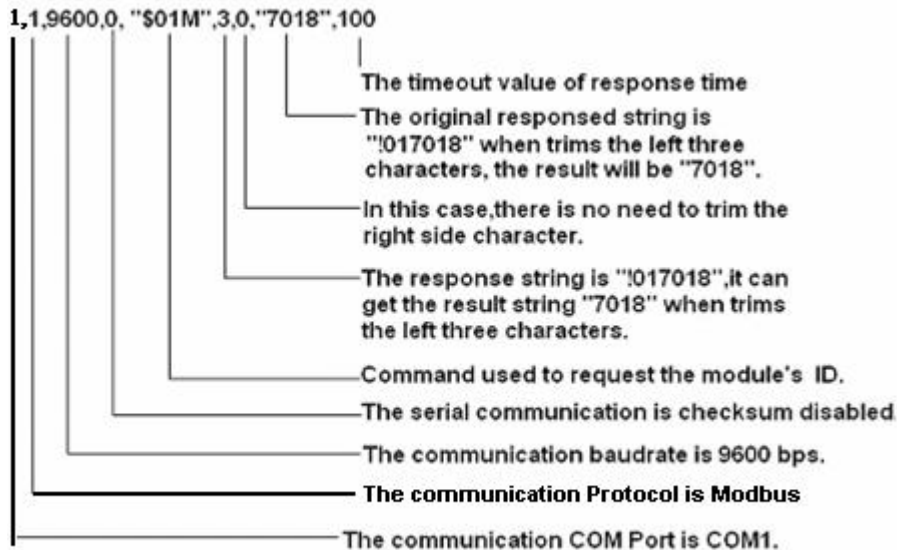 1,1,9600,0, "$01M",3,0,"7018",100
The timeout value of response time
The original responsed string is
"!017018" when trims the left three
characters, the result will be "7018".
In this case,there is no need to trim the
right side character.
The response string is "!017018",it can
get the result string "7018" when trims
the left three characters.
Command used to request the module's ID.
The serial communication is checksum disabled
The communication baudrate is 9600 bps.
The communication Protocol is Modbus
The communication COM Port is COM1.